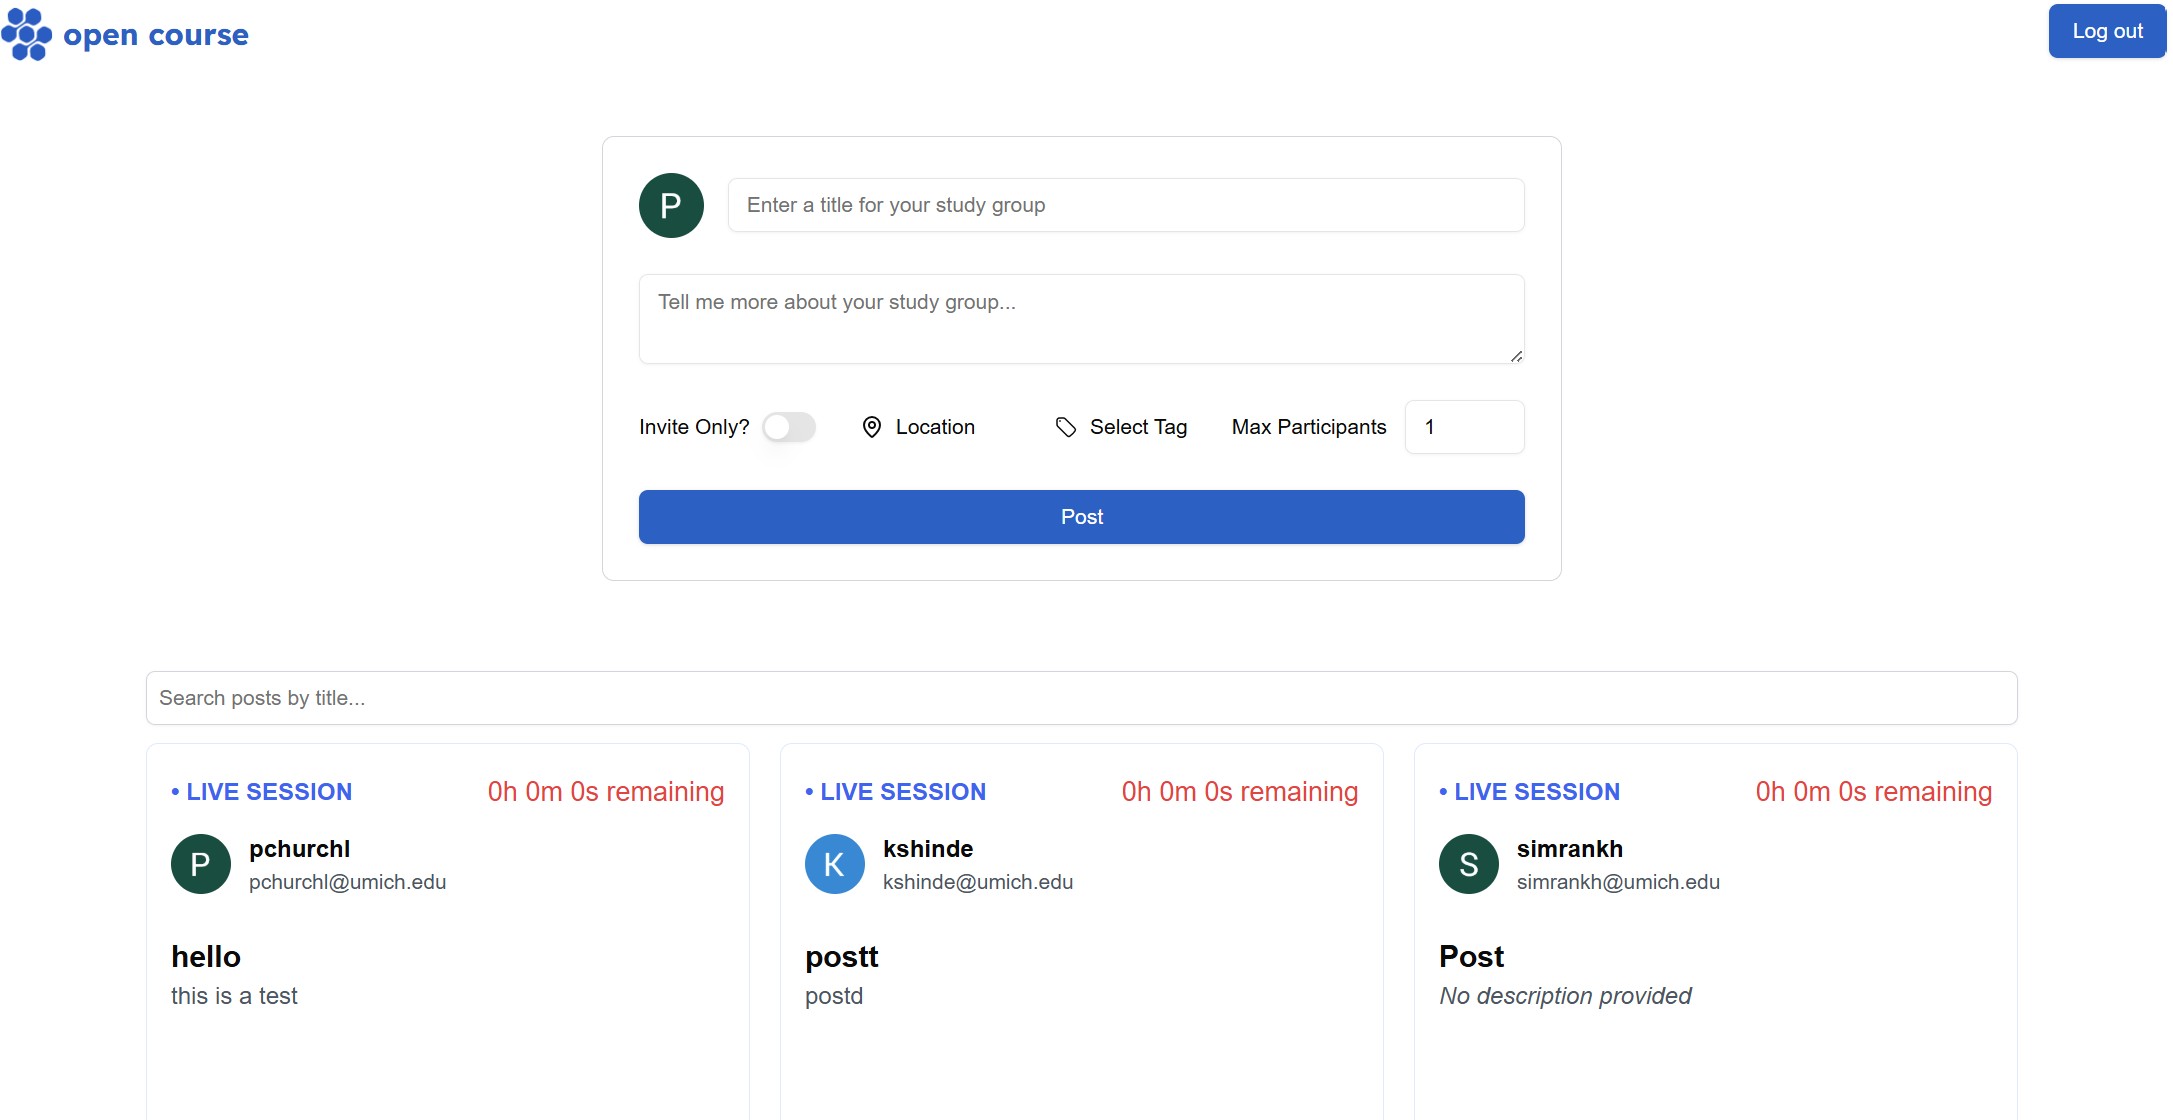 open course
Log out
P
Enter a title for your study group
Tell me more about your study group...
Invite Only? Location Select Tag Max Participants 1
Post
Search posts by title...
• LIVE SESSION 0h 0m 0s remaining
P
pchurchl
pchurchl@umich.edu
hello
this is a test
• LIVE SESSION 0h 0m 0s remaining
K
kshinde
kshinde@umich.edu
postt
postd
• LIVE SESSION 0h 0m 0s remaining
S
simrankh
simrankh@umich.edu
Post
No description provided